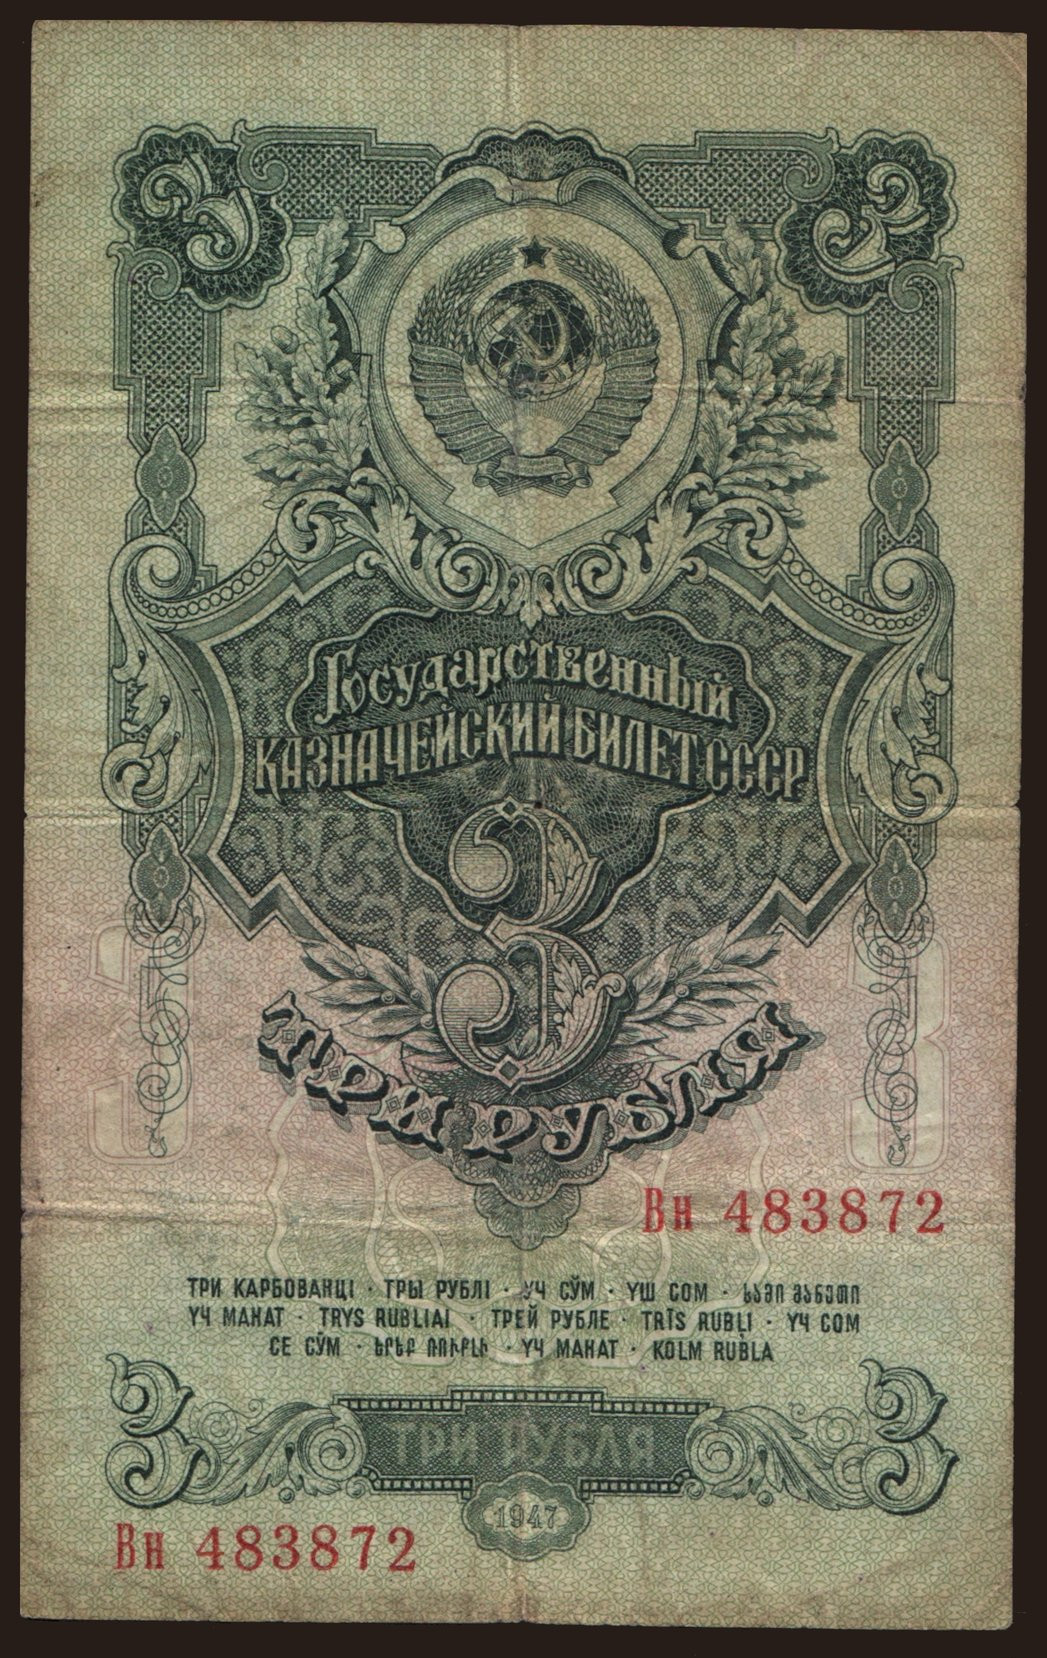 3 3
Государственный
КАЗНАЧЕЙСКИЙ БИЛЕТ СССР
3
ТРИ РУБЛЯ
Вн 483872
ТРИ КАРБОВАНЦІ · ТРЫ РУБЛІ · УЧ СЎМ · ҮШ СОМ · ᲡᲐᲛᲘ ᲛᲐᲜᲔᲗᲘ
ҮЧ МАНАТ · TRYS RUBLIAI · ТРЕЙ РУБЛЕ · TRĪS RUBĻI · ҮЧ СОМ
СЕ СӮМ · ԵՐԵՔ ՌՈՒԲԼԻ · ҮЧ МАНАТ · KOLM RUBLA
3 ТРИ РУБЛЯ 3
1947
Вн 483872